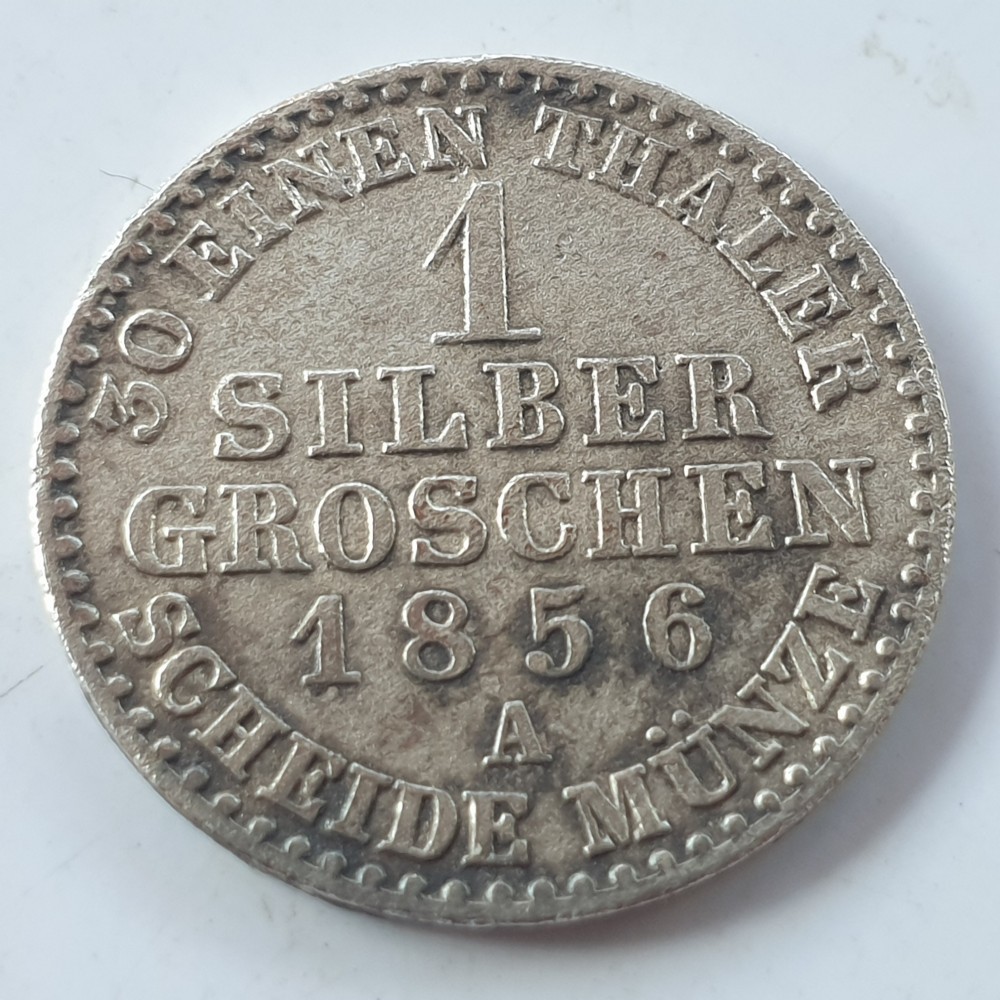 30 EINEN THALER
1
SILBER
GROSCHEN
1856
A
SCHEIDE MÜNZE